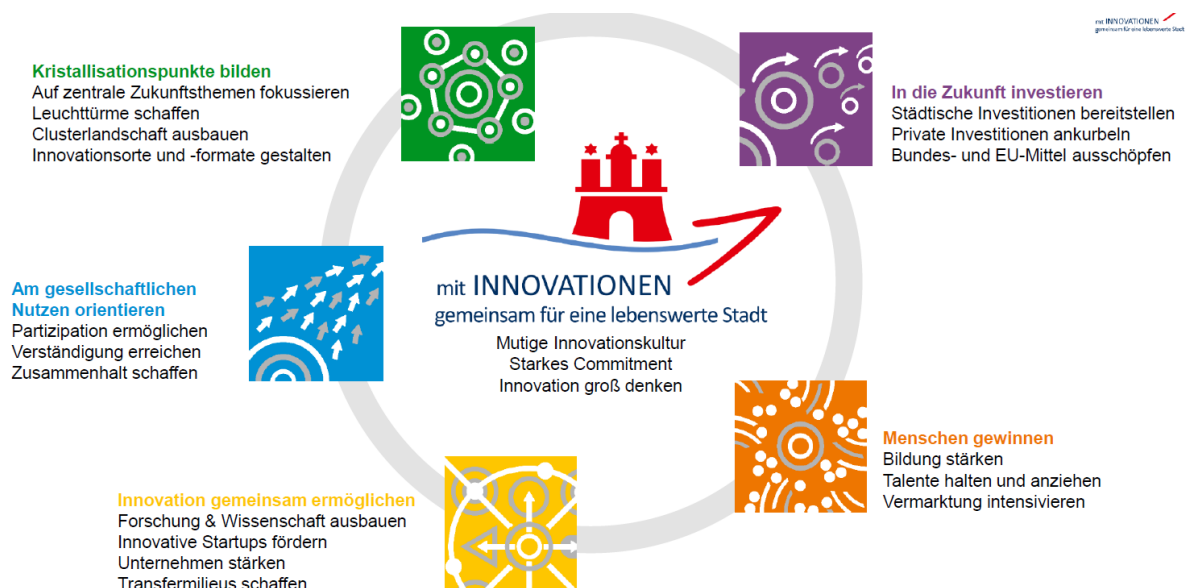 mit INNOVATIONEN
gemeinsam für eine lebenswerte Stadt
Kristallisationspunkte bilden
Auf zentrale Zukunftsthemen fokussieren
Leuchttürme schaffen
Clusterlandschaft ausbauen
Innovationsorte und -formate gestalten
In die Zukunft investieren
Städtische Investitionen bereitstellen
Private Investitionen ankurbeln
Bundes- und EU-Mittel ausschöpfen
Am gesellschaftlichen
Nutzen orientieren
Partizipation ermöglichen
Verständigung erreichen
Zusammenhalt schaffen
mit INNOVATIONEN
gemeinsam für eine lebenswerte Stadt
Mutige Innovationskultur
Starkes Commitment
Innovation groß denken
Menschen gewinnen
Bildung stärken
Talente halten und anziehen
Vermarktung intensivieren
Innovation gemeinsam ermöglichen
Forschung & Wissenschaft ausbauen
Innovative Startups fördern
Unternehmen stärken
Transfermilieus schaffen